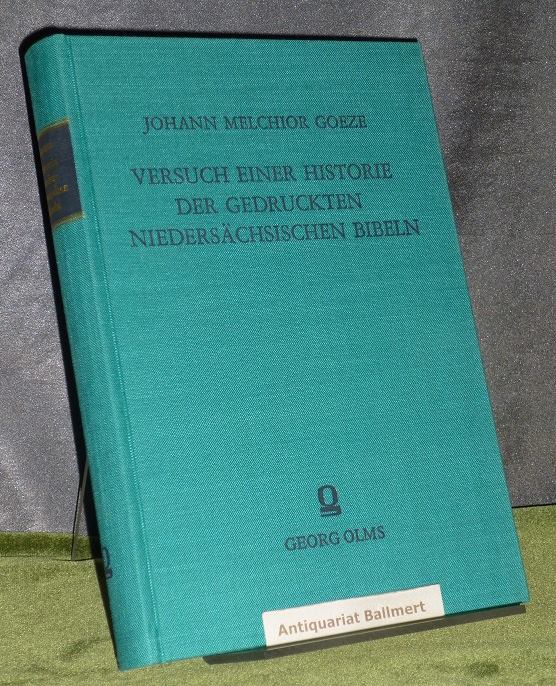 JOHANN MELCHIOR GOEZE
VERSUCH EINER HISTORIE
DER GEDRUCKTEN
NIEDERSÄCHSISCHEN BIBELN
GEORG OLMS
Antiquariat Ballmert